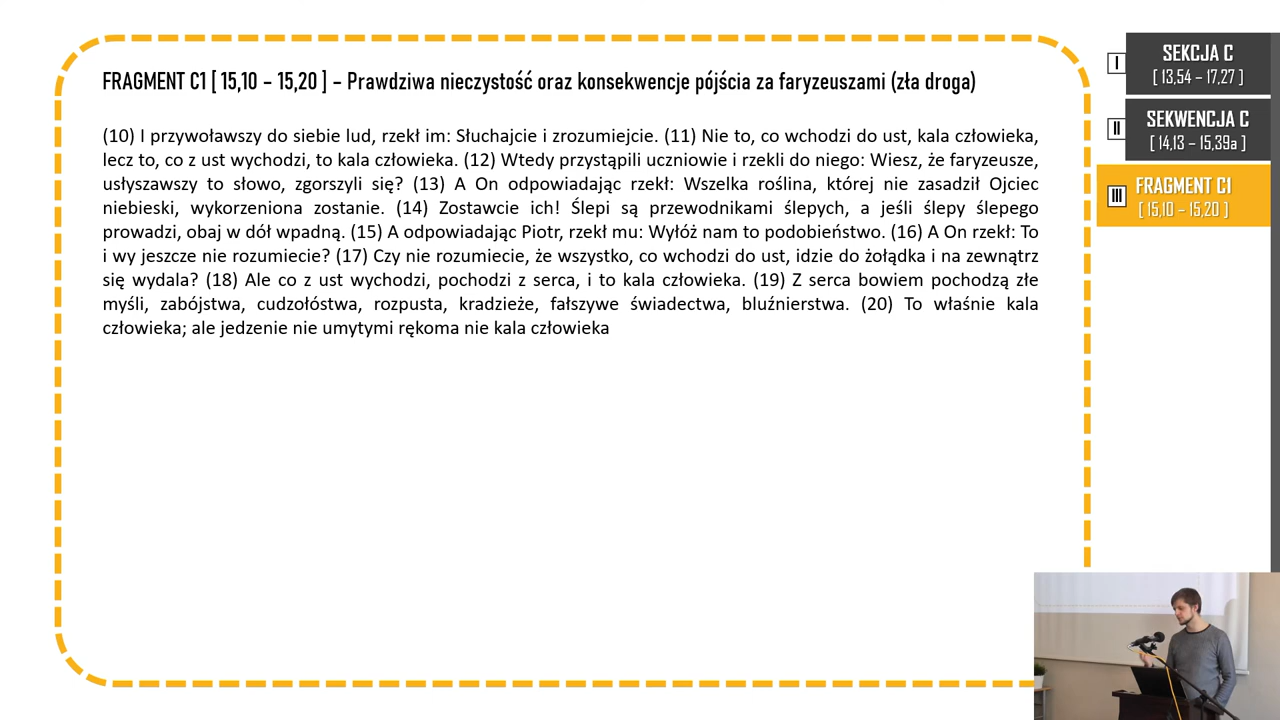 FRAGMENT C1 [ 15,10 – 15,20 ] – Prawdziwa nieczystość oraz konsekwencje pójścia za faryzeuszami (zła droga)
(10) I przywoławszy do siebie lud, rzekł im: Słuchajcie i zrozumiejcie. (11) Nie to, co wchodzi do ust, kala człowieka,
lecz to, co z ust wychodzi, to kala człowieka. (12) Wtedy przystąpili uczniowie i rzekli do niego: Wiesz, że faryzeusze,
usłyszawszy to słowo, zgorszyli się? (13) A On odpowiadając rzekł: Wszelka roślina, której nie zasadził Ojciec
niebieski, wykorzeniona zostanie. (14) Zostawcie ich! Ślepi są przewodnikami ślepych, a jeśli ślepy ślepego
prowadzi, obaj w dół wpadną. (15) A odpowiadając Piotr, rzekł mu: Wyłóż nam to podobieństwo. (16) A On rzekł: To
i wy jeszcze nie rozumiecie? (17) Czy nie rozumiecie, że wszystko, co wchodzi do ust, idzie do żołądka i na zewnątrz
się wydala? (18) Ale co z ust wychodzi, pochodzi z serca, i to kala człowieka. (19) Z serca bowiem pochodzą złe
myśli, zabójstwa, cudzołóstwa, rozpusta, kradzieże, fałszywe świadectwa, bluźnierstwa. (20) To właśnie kala
człowieka; ale jedzenie nie umytymi rękoma nie kala człowieka
I
SEKCJA C
[ 13,54 – 17,27 ]
II
SEKWENCJA C
[ 14,13 – 15,39a ]
III
FRAGMENT C1
[ 15,10 – 15,20 ]